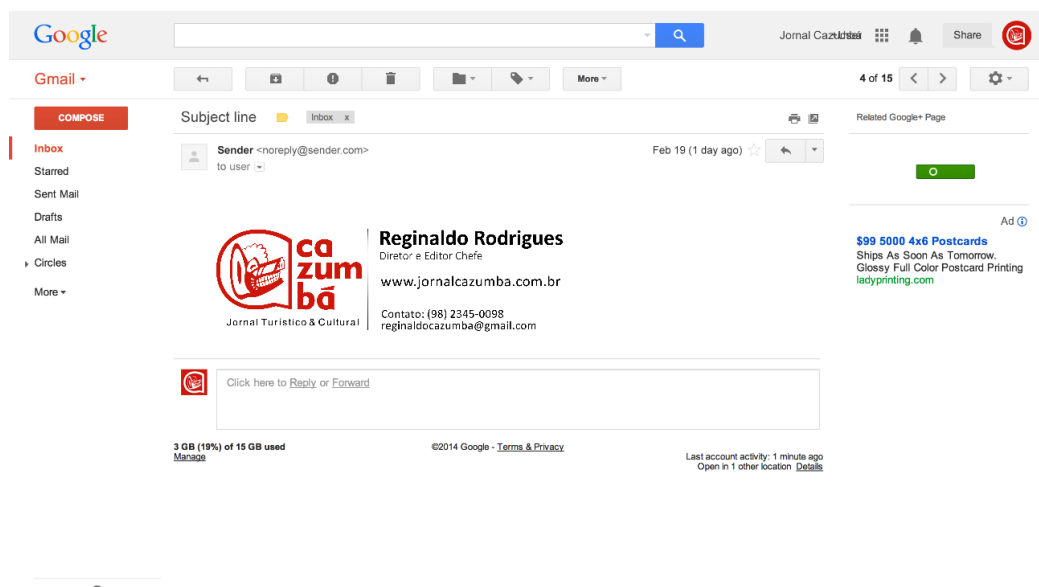 Google
Jornal Caz
Share
Gmail
More
4 of 15
COMPOSE
Subject line
Inbox x
Related Google+ Page
Inbox
Starred
Sent Mail
Drafts
All Mail
Circles
More
Sender <noreply@sender.com>
to user
Feb 19 (1 day ago)
ca
zum
bá
Jornal Turístico & Cultural
Reginaldo Rodrigues
Diretor e Editor Chefe
www.jornalcazumba.com.br
Contato: (98) 2345-0098
reginaldocazumba@gmail.com
Ad
$99 5000 4x6 Postcards
Ships As Soon As Tomorrow.
Glossy Full Color Postcard Printing
ladyprinting.com
Click here to Reply or Forward
3 GB (19%) of 15 GB used
Manage
©2014 Google - Terms & Privacy
Last account activity: 1 minute ago
Open in 1 other location Details